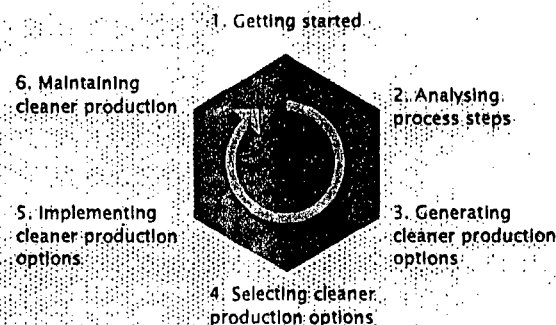 1. Getting started
2. Analysing
process steps
3. Generating
cleaner production
options
4. Selecting cleaner
production options
5. Implementing
cleaner production
options
6. Maintaining
cleaner production